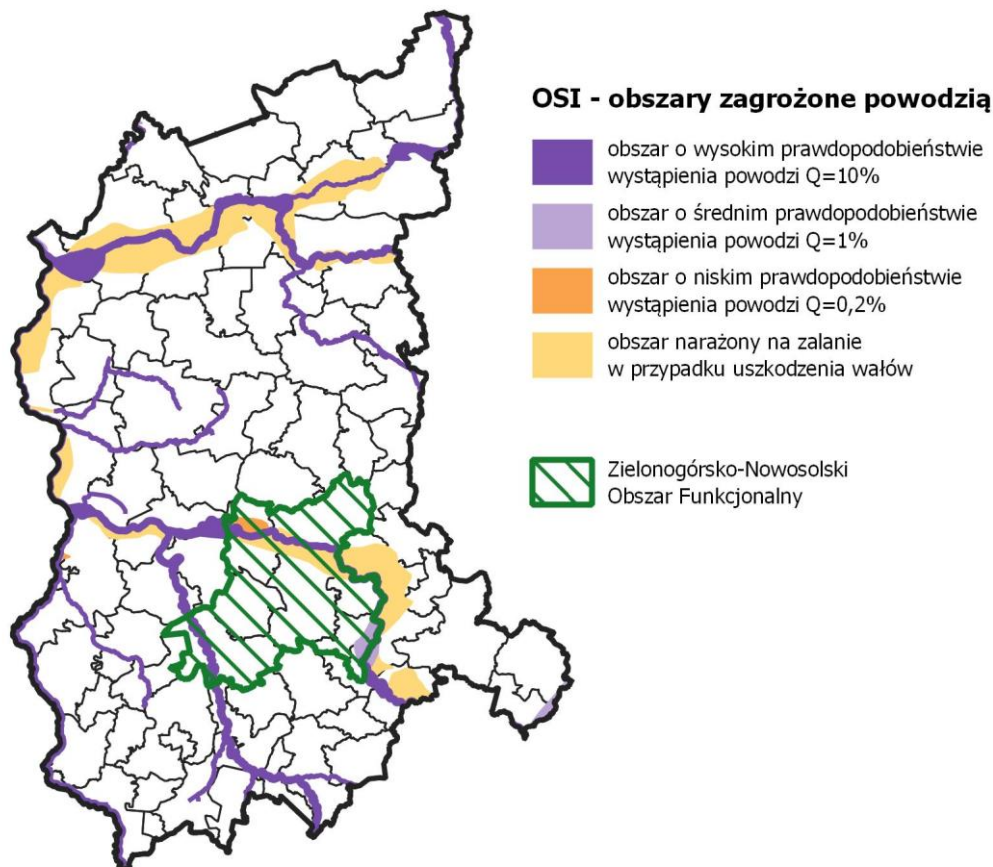 OSI - obszary zagrożone powodzią
obszar o wysokim prawdopodobieństwie
wystąpienia powodzi Q=10%
obszar o średnim prawdopodobieństwie
wystąpienia powodzi Q=1%
obszar o niskim prawdopodobieństwie
wystąpienia powodzi Q=0,2%
obszar narażony na zalanie
w przypadku uszkodzenia wałów
Zielonogórsko-Nowosolski
Obszar Funkcjonalny